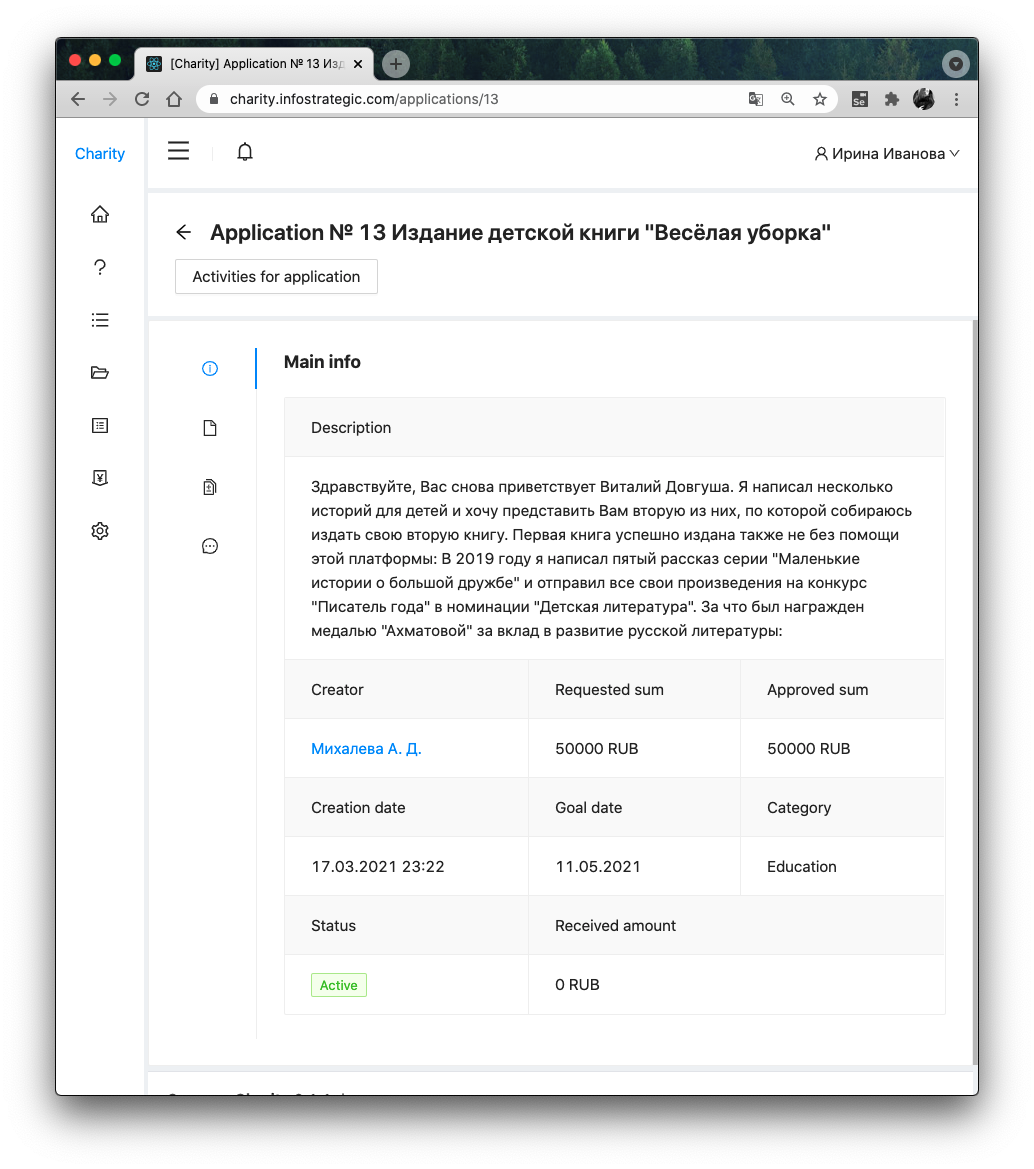 [Charity] Application № 13 Изд
charity.infostrategic.com/applications/13
Se
Charity
Ирина Иванова
Application № 13 Издание детской книги "Весёлая уборка"
Activities for application
Main info
Description
Здравствуйте, Вас снова приветствует Виталий Довгуша. Я написал несколько
историй для детей и хочу представить Вам вторую из них, по которой собираюсь
издать свою вторую книгу. Первая книга успешно издана также не без помощи
этой платформы: В 2019 году я написал пятый рассказ серии "Маленькие
истории о большой дружбе" и отправил все свои произведения на конкурс
"Писатель года" в номинации "Детская литература". За что был награжден
медалью "Ахматовой" за вклад в развитие русской литературы:
Creator Requested sum Approved sum
Михалева А. Д. 50000 RUB 50000 RUB
Creation date Goal date Category
17.03.2021 23:22 11.05.2021 Education
Status Received amount
Active 0 RUB